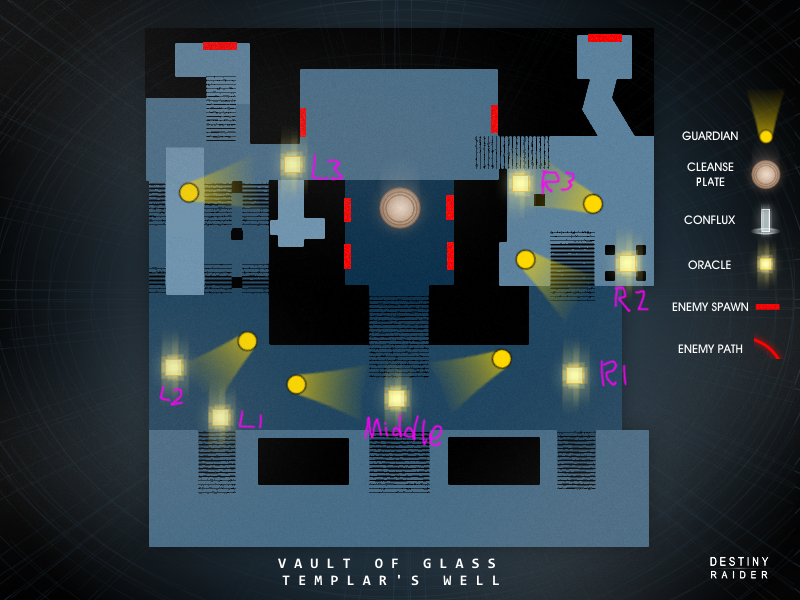 GUARDIAN
CLEANSE
PLATE
CONFLUX
ORACLE
ENEMY SPAWN
ENEMY PATH
L3
R3
R2
R1
L2
L1
Middle
VAULT OF GLASS
TEMPLAR'S WELL
DESTINY
RAIDER